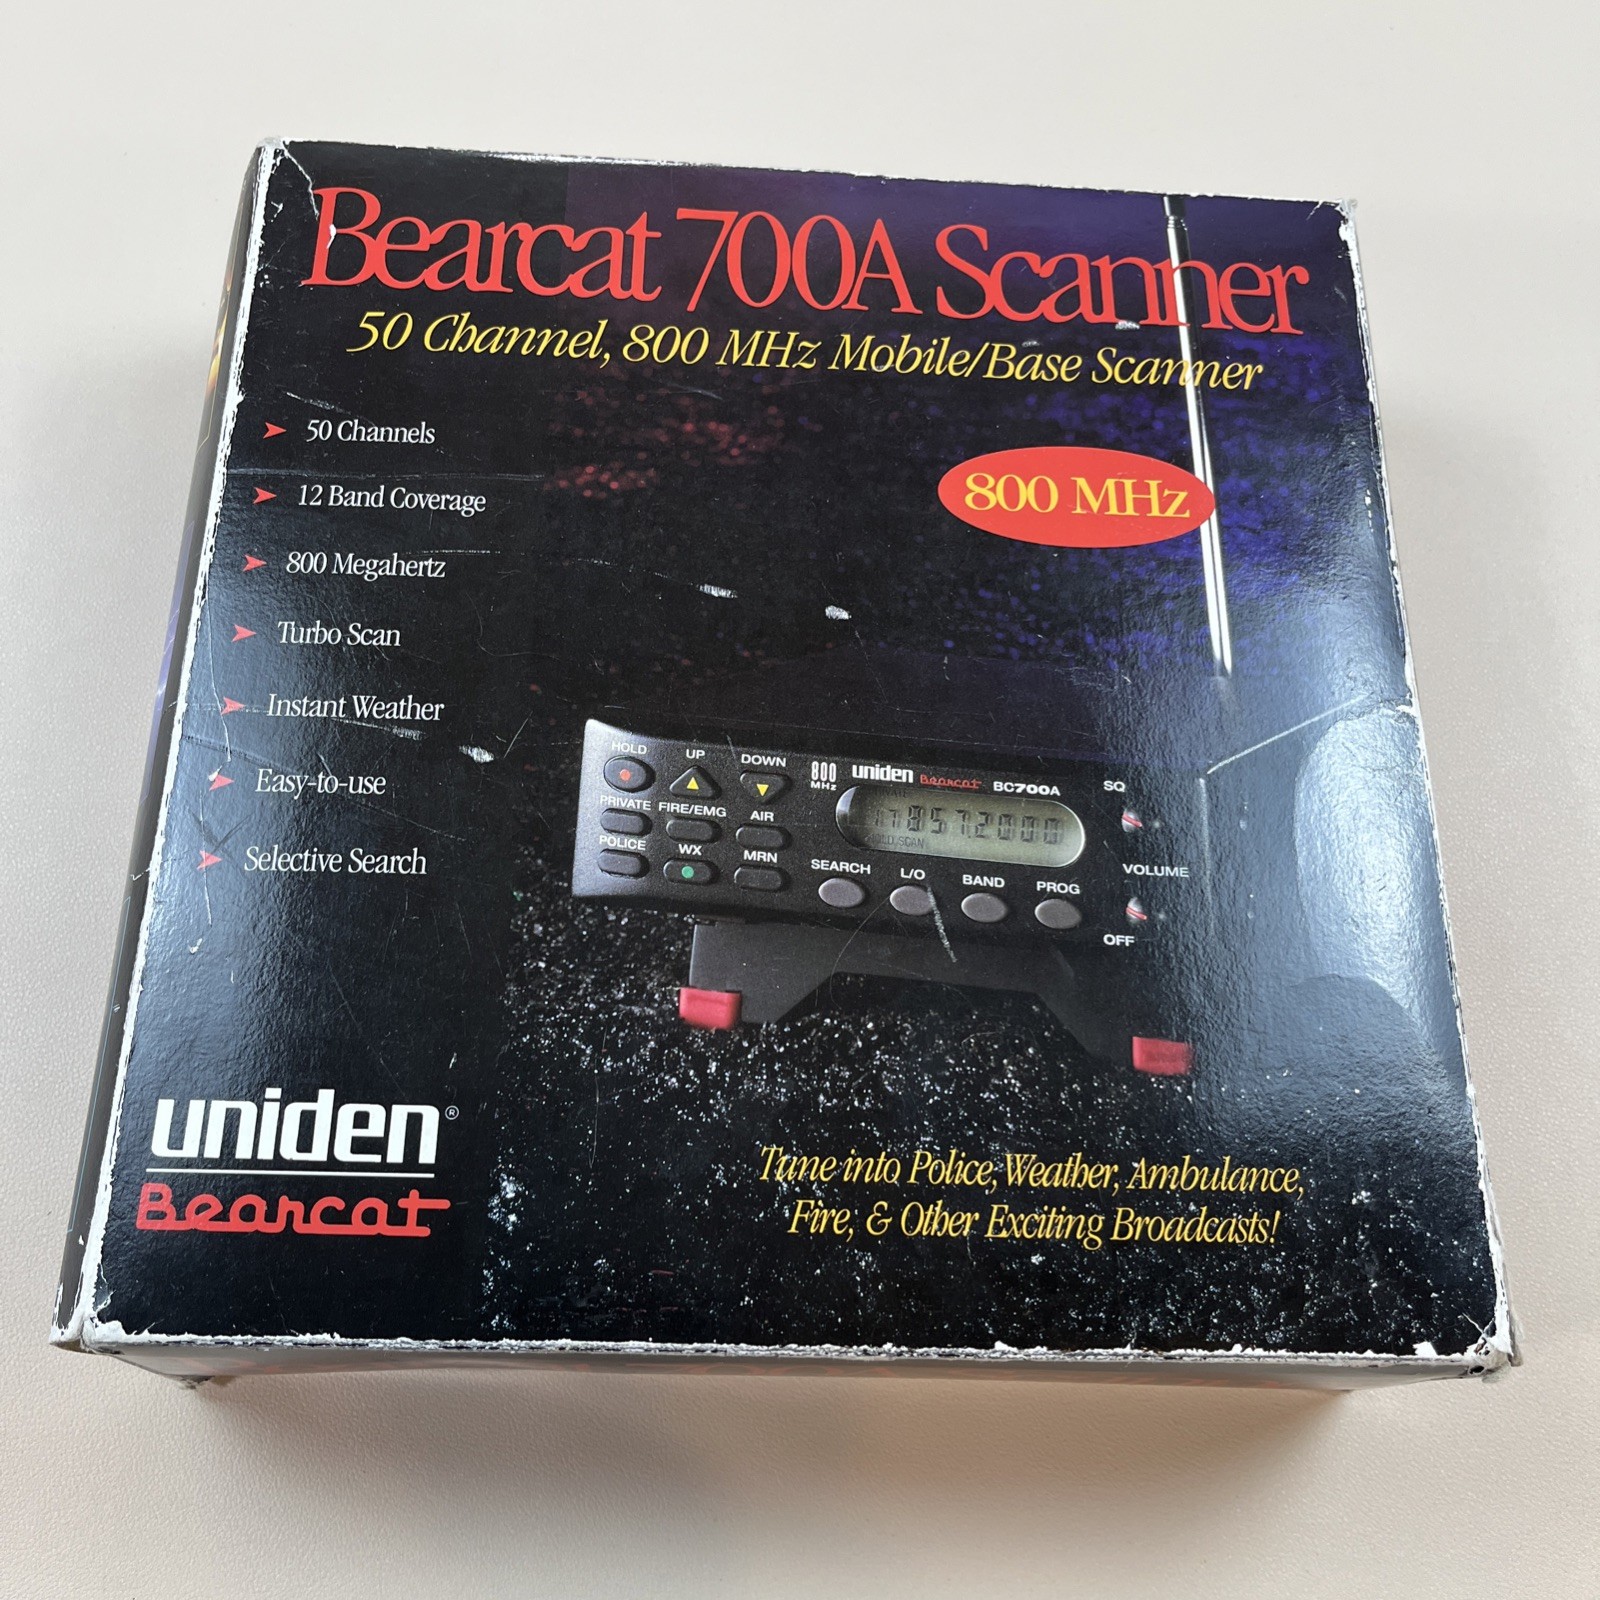 Bearcat 700A Scanner
50 Channel, 800 MHz Mobile/Base Scanner
50 Channels
12 Band Coverage
800 Megahertz
Turbo Scan
Instant Weather
Easy-to-use
Selective Search
800 MHz
HOLD UP DOWN
800 MHz uniden Bearcat BC700A
SQ
PRIVATE FIRE/EMG AIR
857.2000
SCAN
POLICE WX MRN
SEARCH L/O BAND PROG
VOLUME
OFF
uniden®
Bearcat
Tune into Police, Weather, Ambulance,
Fire, & Other Exciting Broadcasts!